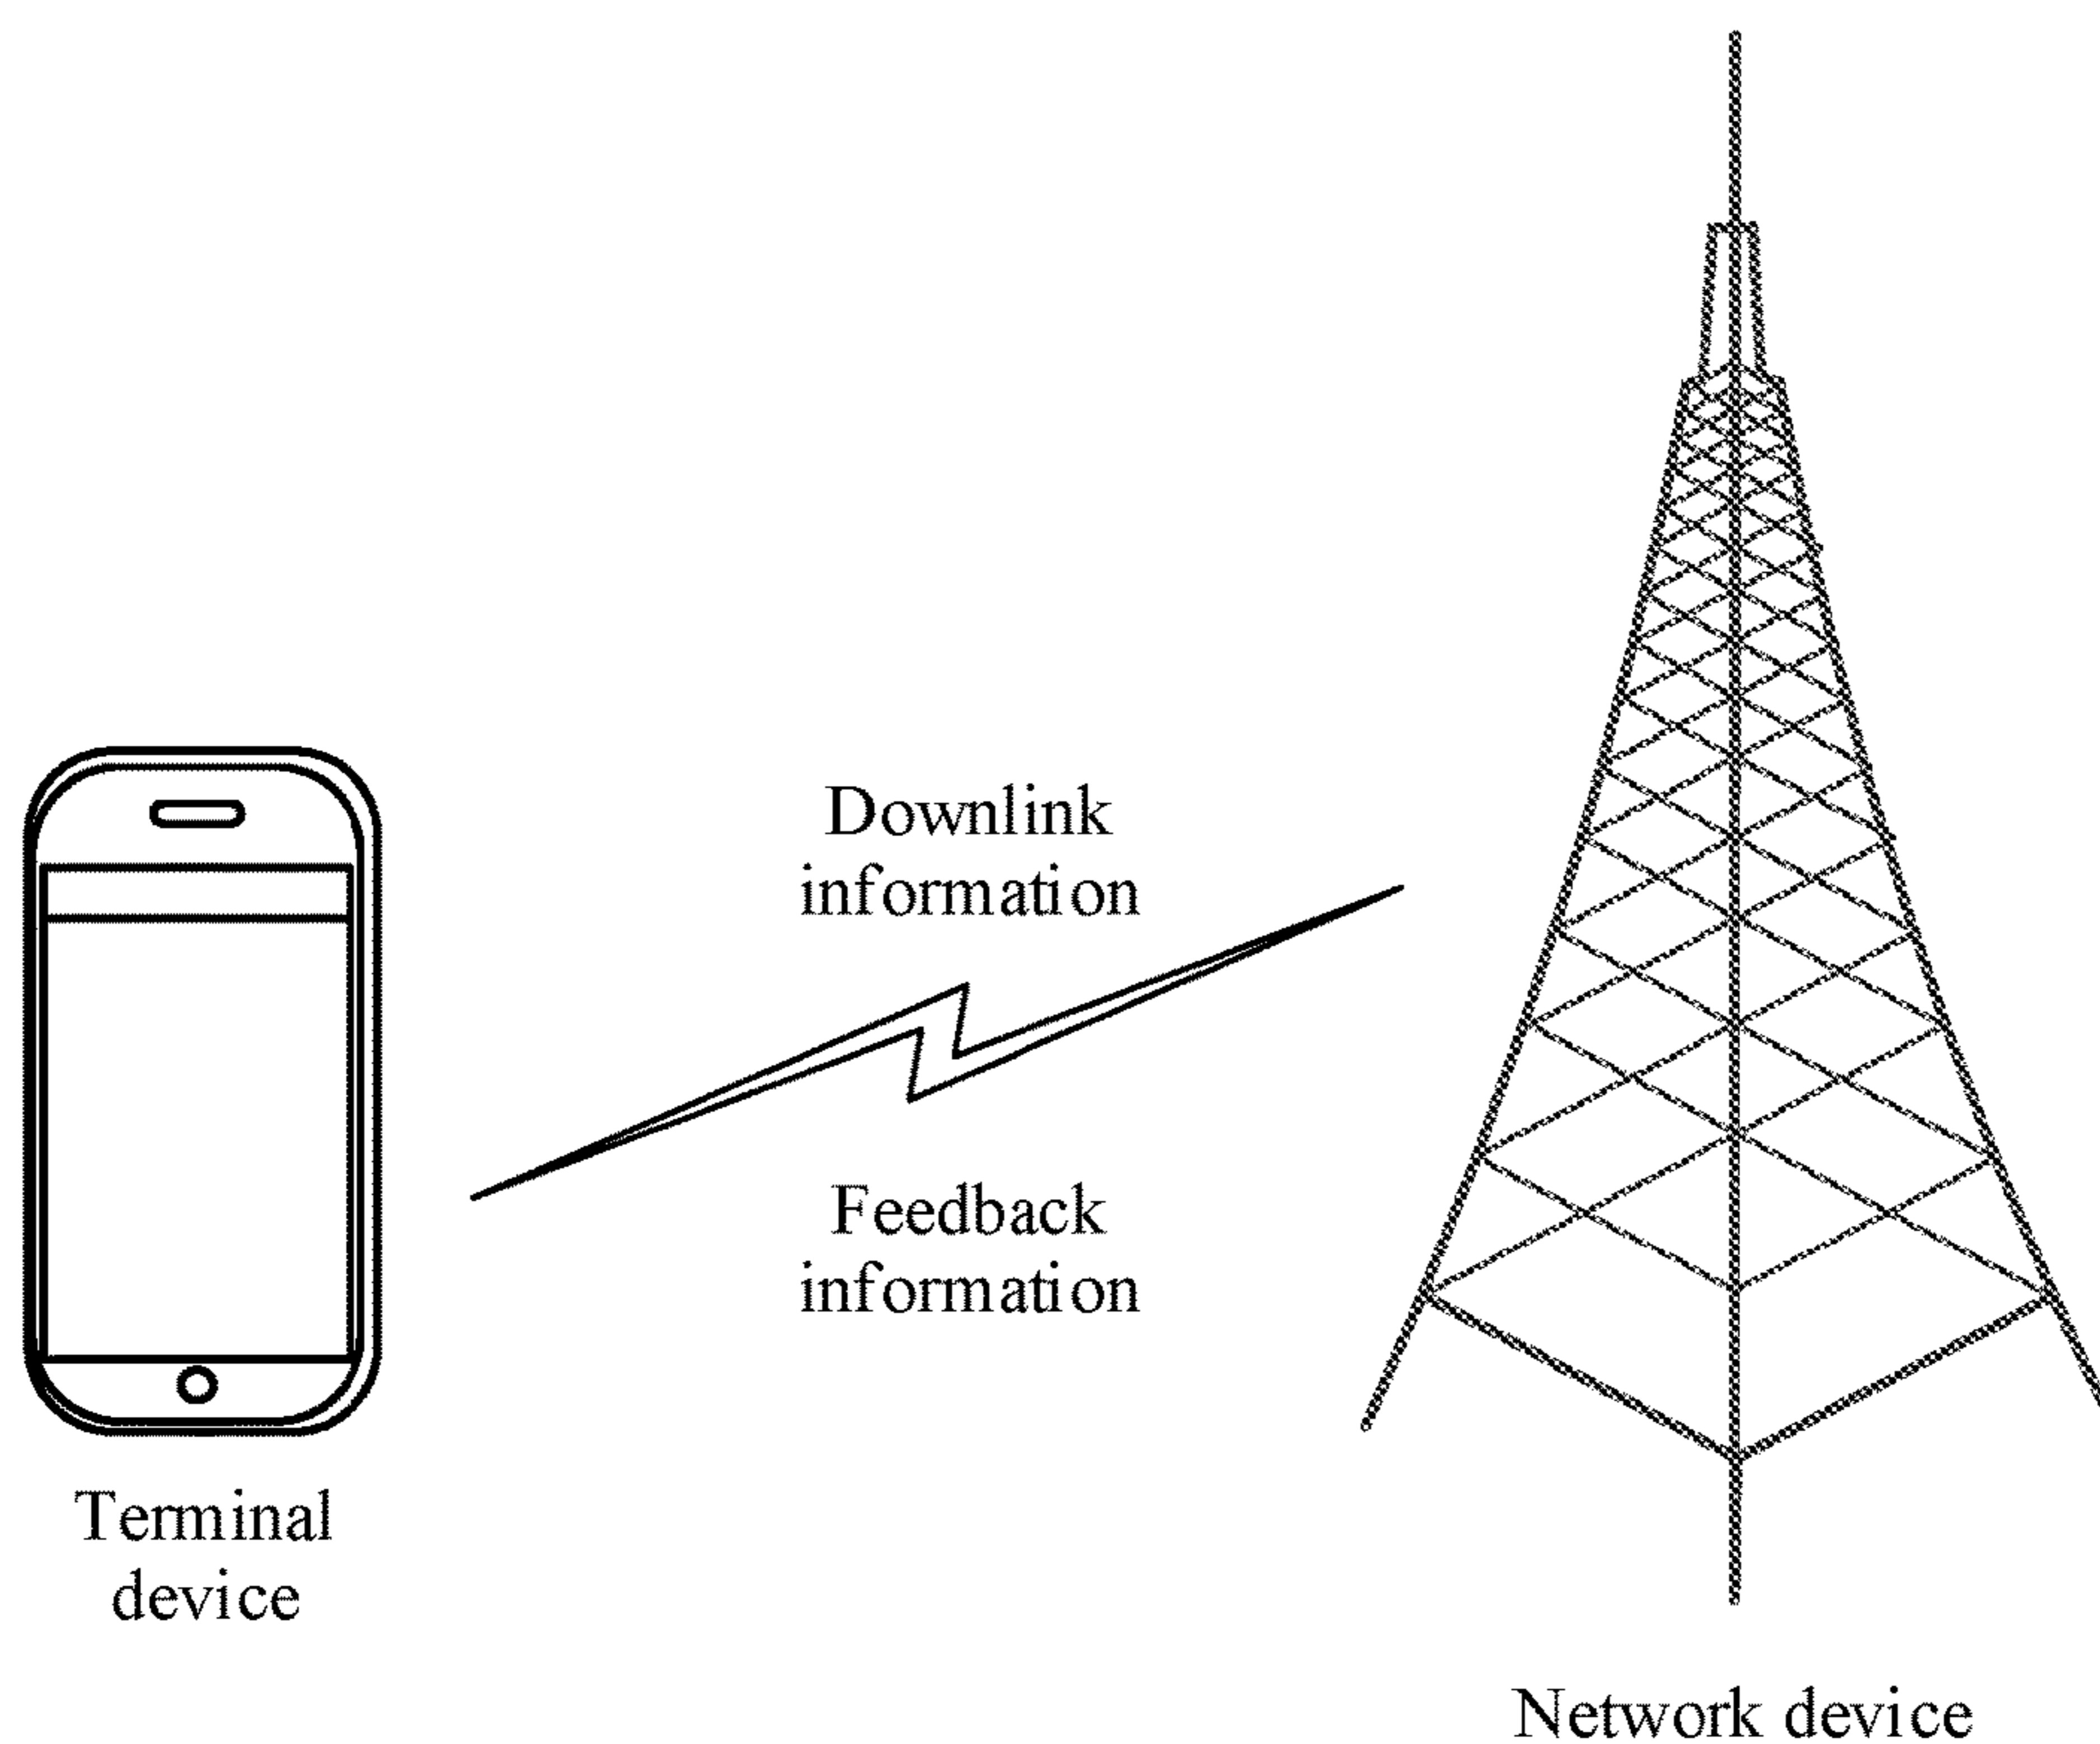 Downlink
information
Feedback
information
Terminal
device
Network device